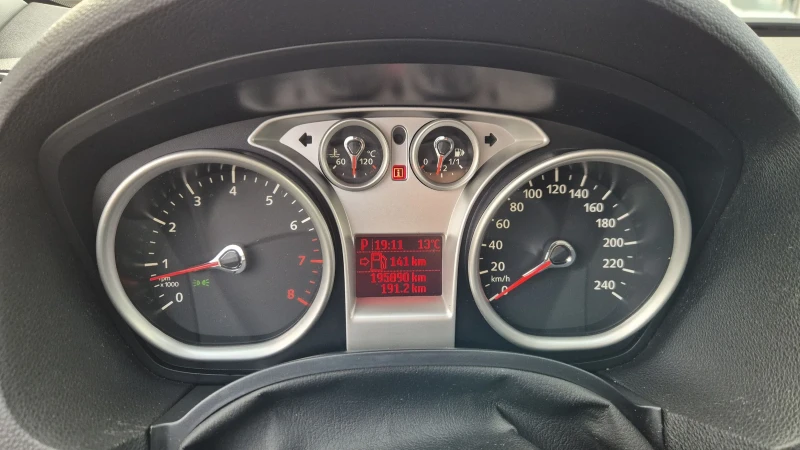 60 °C 120
0 2 1/1
i
0 1 2 3 4 5 6 7 8
rpm
x1000
P 19:11 13°C
141 km
195890 km
191.2 km
0 20 40 60 80 100 120 140 160 180 200 220 240
km/h